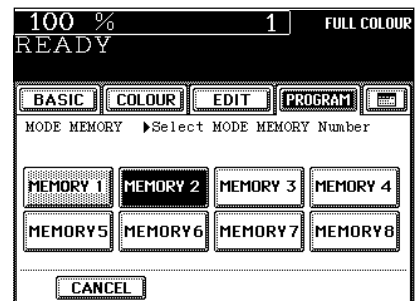 100 % 1 FULL COLOUR
READY
BASIC COLOUR EDIT PROGRAM
MODE MEMORY ▶Select MODE MEMORY Number
MEMORY 1 MEMORY 2 MEMORY 3 MEMORY 4
MEMORY5 MEMORY6 MEMORY7 MEMORY8
CANCEL